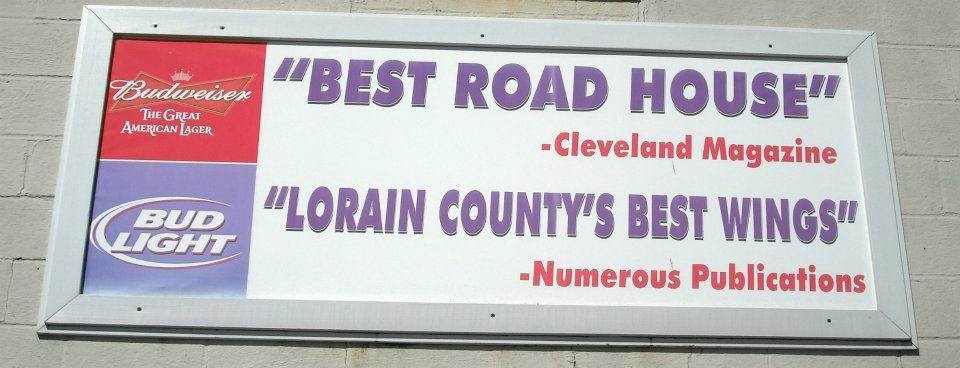 Budweiser
THE GREAT
AMERICAN LAGER
BUD
LIGHT
"BEST ROAD HOUSE"
-Cleveland Magazine
"LORAIN COUNTY'S BEST WINGS"
-Numerous Publications